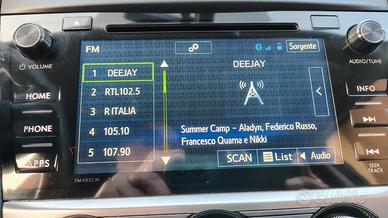 VOLUME
HOME
PHONE
APPS
FM
Sorgente
1 DEEJAY
2 RTL102.5
3 R ITALIA
4 105.10
5 107.90
DEEJAY
Summer Camp – Aladyn, Federico Russo,
Francesco Quarna e Nikki
SCAN
List
Audio
AUDIO/TUNE
INFO
SEEK
TRACK